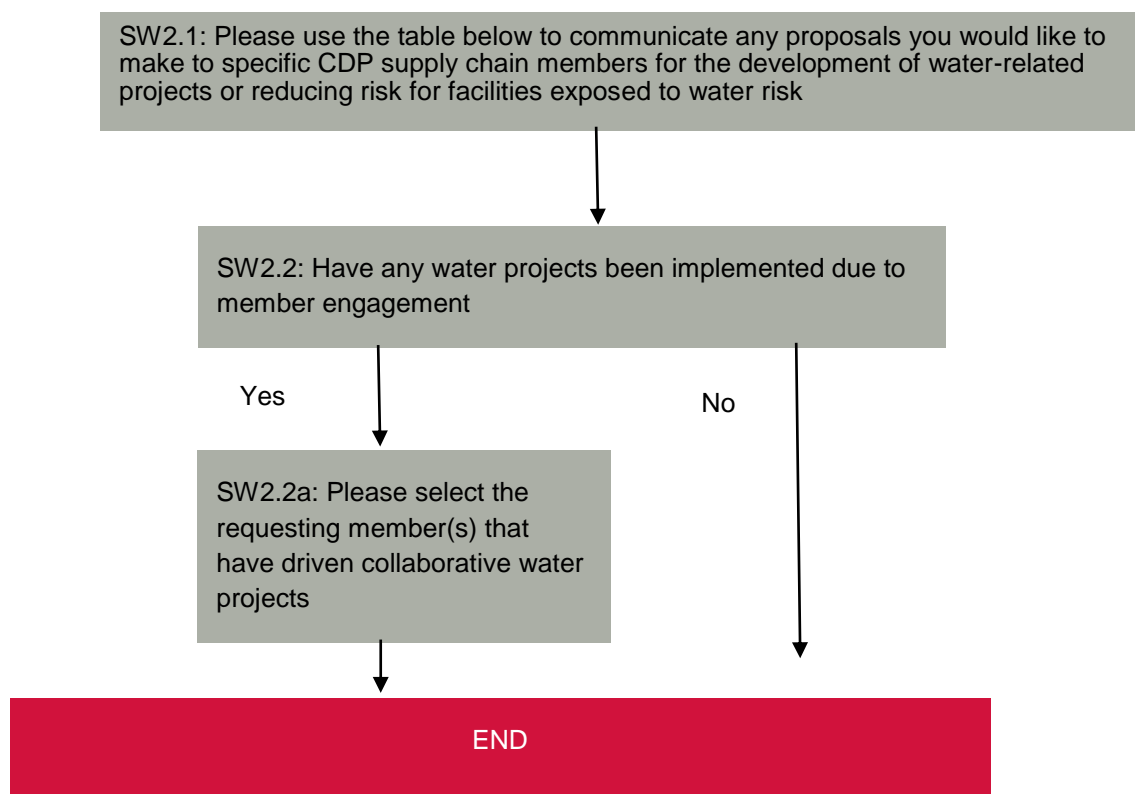 SW2.1: Please use the table below to communicate any proposals you would like to
make to specific CDP supply chain members for the development of water-related
projects or reducing risk for facilities exposed to water risk
SW2.2: Have any water projects been implemented due to
member engagement
Yes
No
SW2.2a: Please select the
requesting member(s) that
have driven collaborative water
projects
END